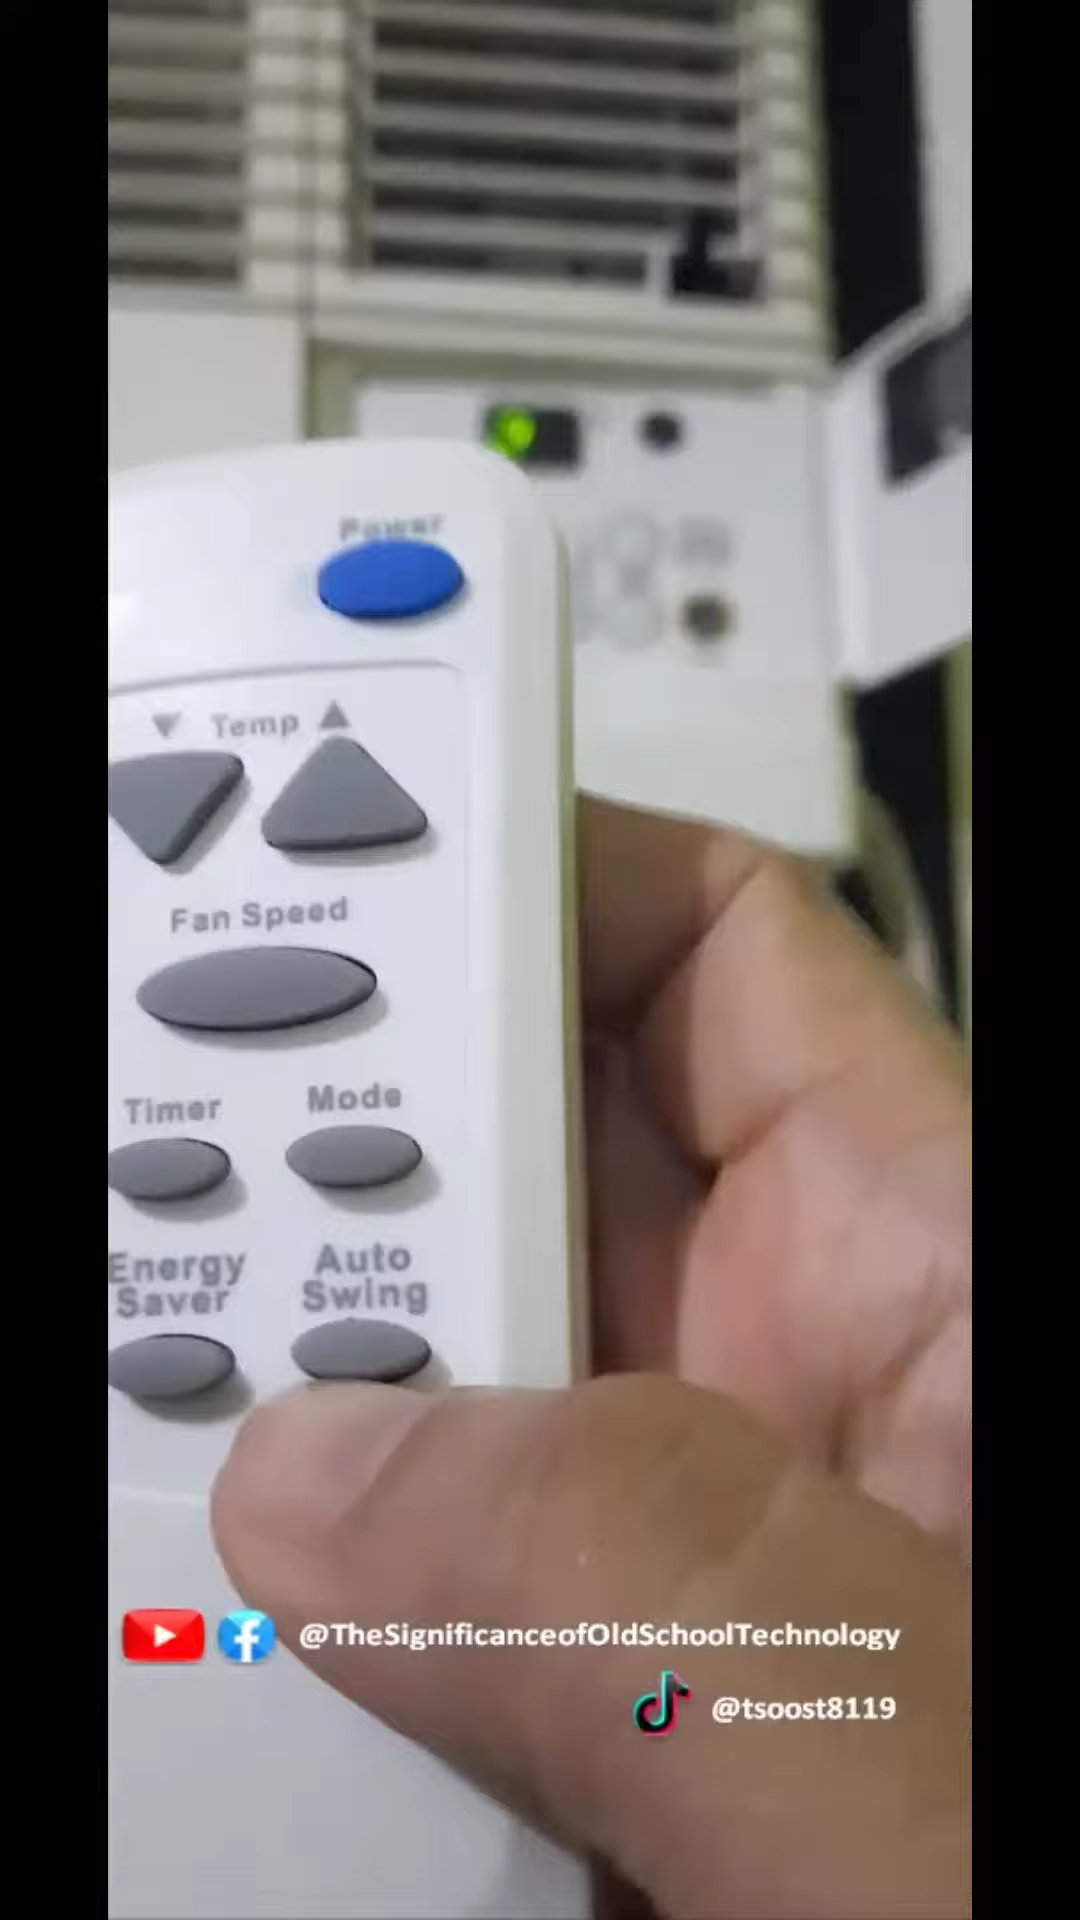 Power
▼ Temp ▲
Fan Speed
Timer Mode
Energy Saver
Auto Swing
@TheSignificanceofOldSchoolTechnology
@tsoost8119